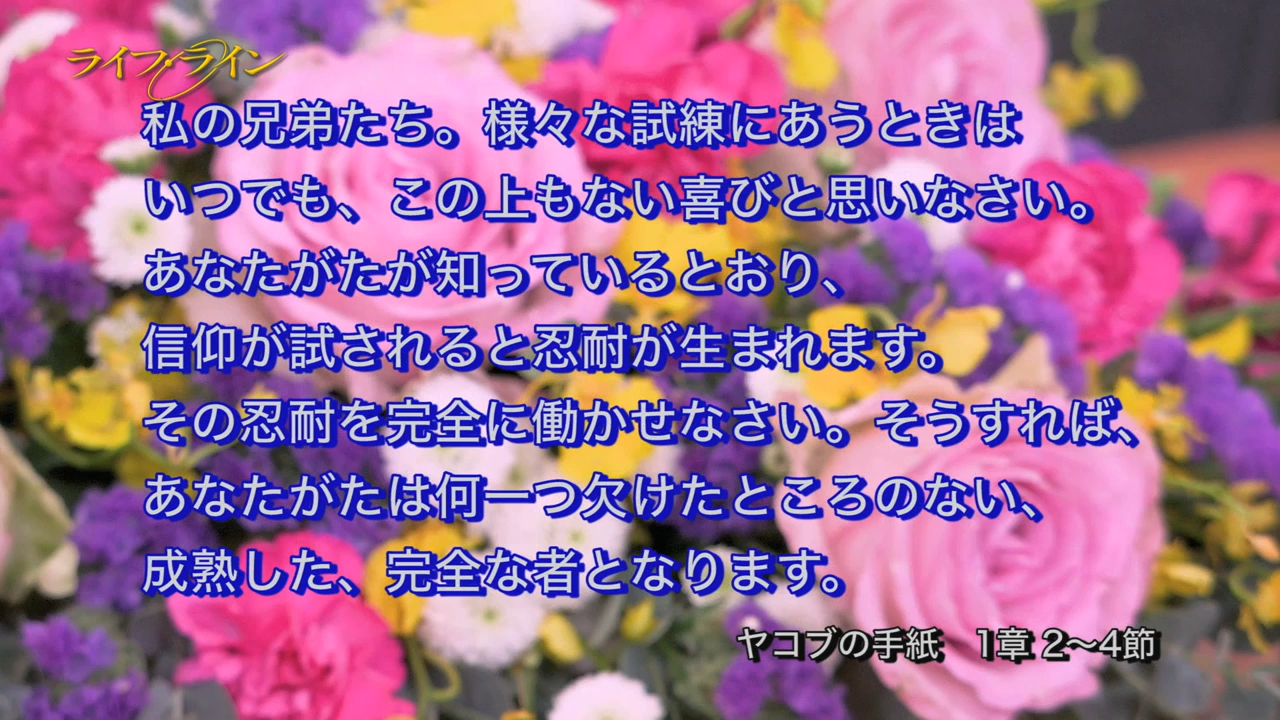 ライフ・ライン
私の兄弟たち。様々な試練にあうときは
いつでも、この上もない喜びと思いなさい。
あなたがたが知っているとおり、
信仰が試されると忍耐が生まれます。
その忍耐を完全に働かせなさい。そうすれば、
あなたがたは何一つ欠けたところのない、
成熟した、完全な者となります。
ヤコブの手紙　1章 2〜4節